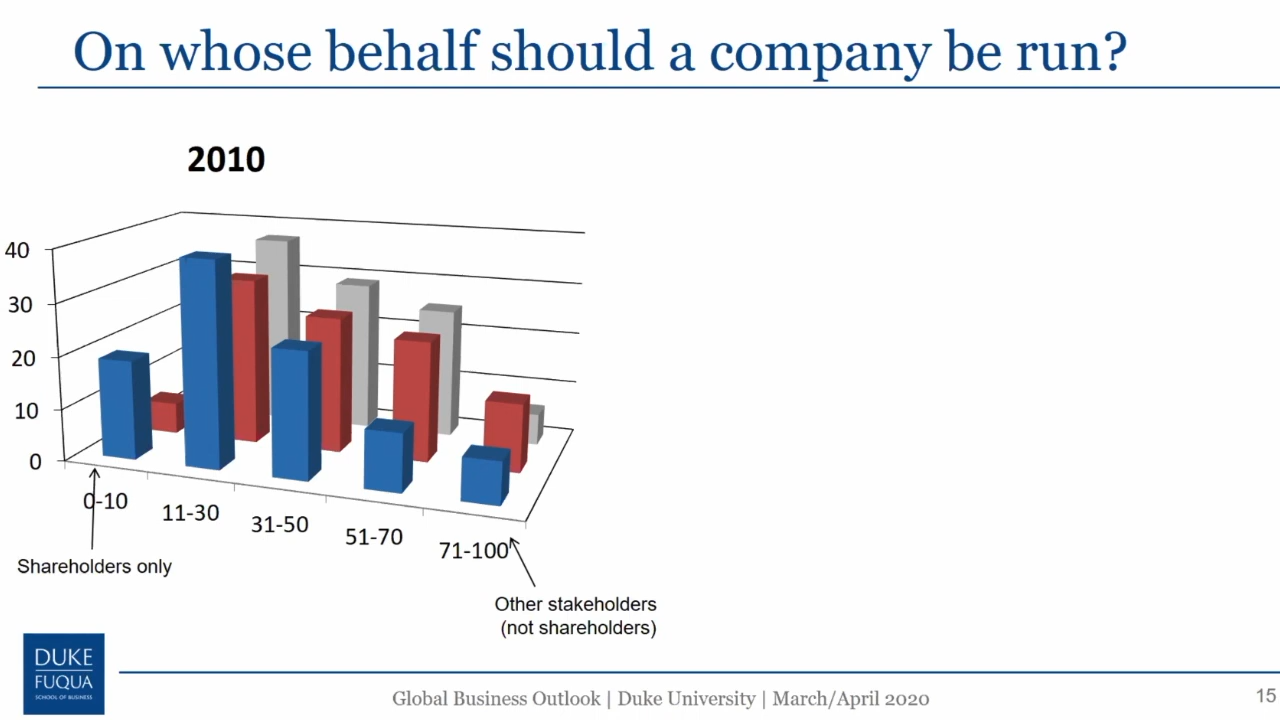 On whose behalf should a company be run?
2010
40
30
20
10
0
0-10
11-30
31-50
51-70
71-100
Shareholders only
Other stakeholders
(not shareholders)
DUKE
FUQUA
SCHOOL OF BUSINESS
Global Business Outlook | Duke University | March/April 2020
15